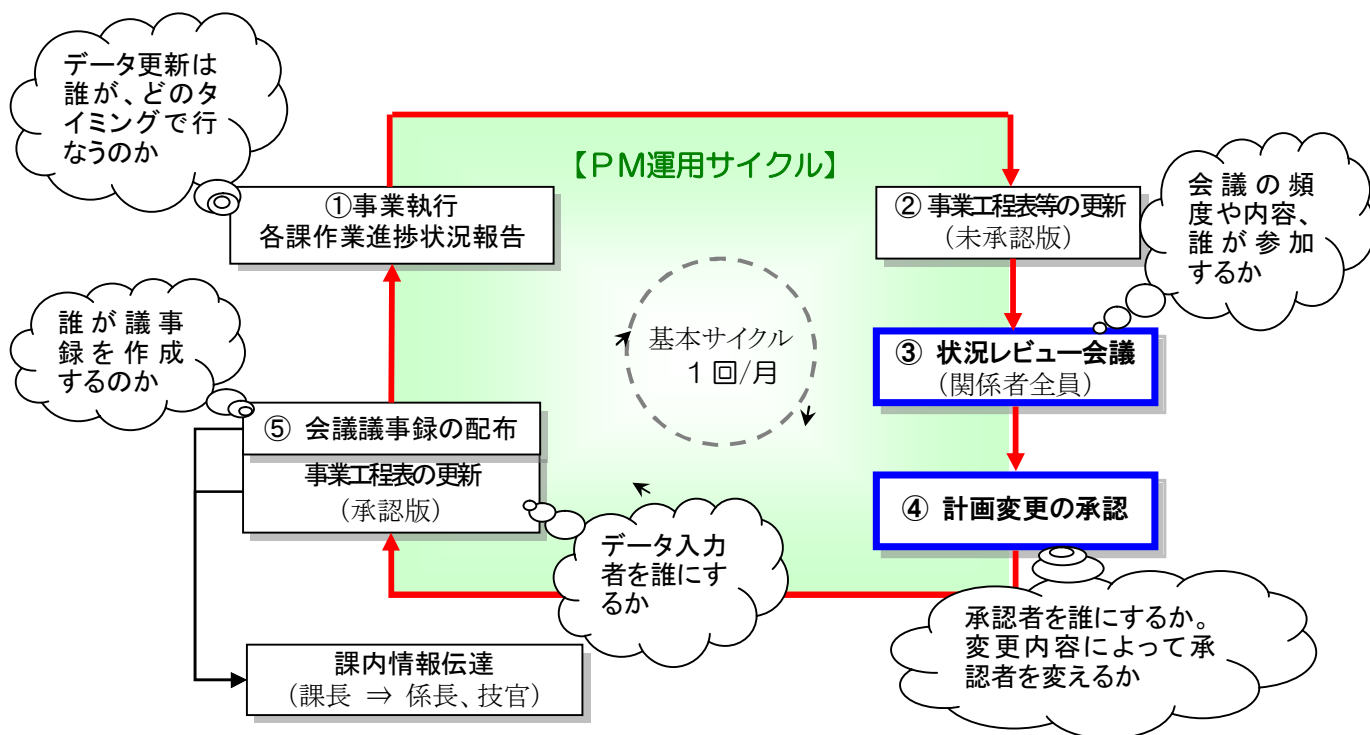 データ更新は
誰が、どのタ
イミングで行
なうのか
【PM運用サイクル】
①事業執行
各課作業進捗状況報告
② 事業工程表等の更新
(未承認版)
会議の頻
度や内容、
誰が参加
するか
誰が議事
録を作成
するのか
基本サイクル
1 回/月
③ 状況レビュー会議
(関係者全員)
⑤ 会議議事録の配布
事業工程表の更新
(承認版)
④ 計画変更の承認
データ入力
者を誰にす
るか
承認者を誰にするか。
変更内容によって承
認者を変えるか
課内情報伝達
(課長 ⇒ 係長、技官)